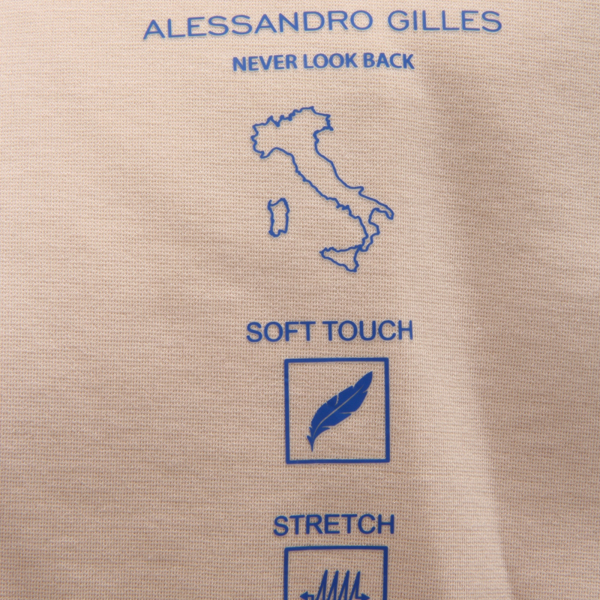 ALESSANDRO GILLES
NEVER LOOK BACK
SOFT TOUCH
STRETCH